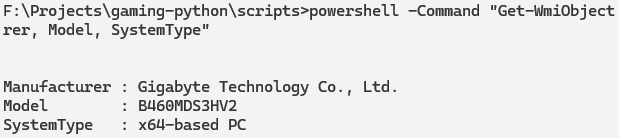 F:\Projects\gaming-python\scripts>powershell -Command "Get-WmiObject
rer, Model, SystemType"
Manufacturer : Gigabyte Technology Co., Ltd.
Model        : B460MDS3HV2
SystemType   : x64-based PC